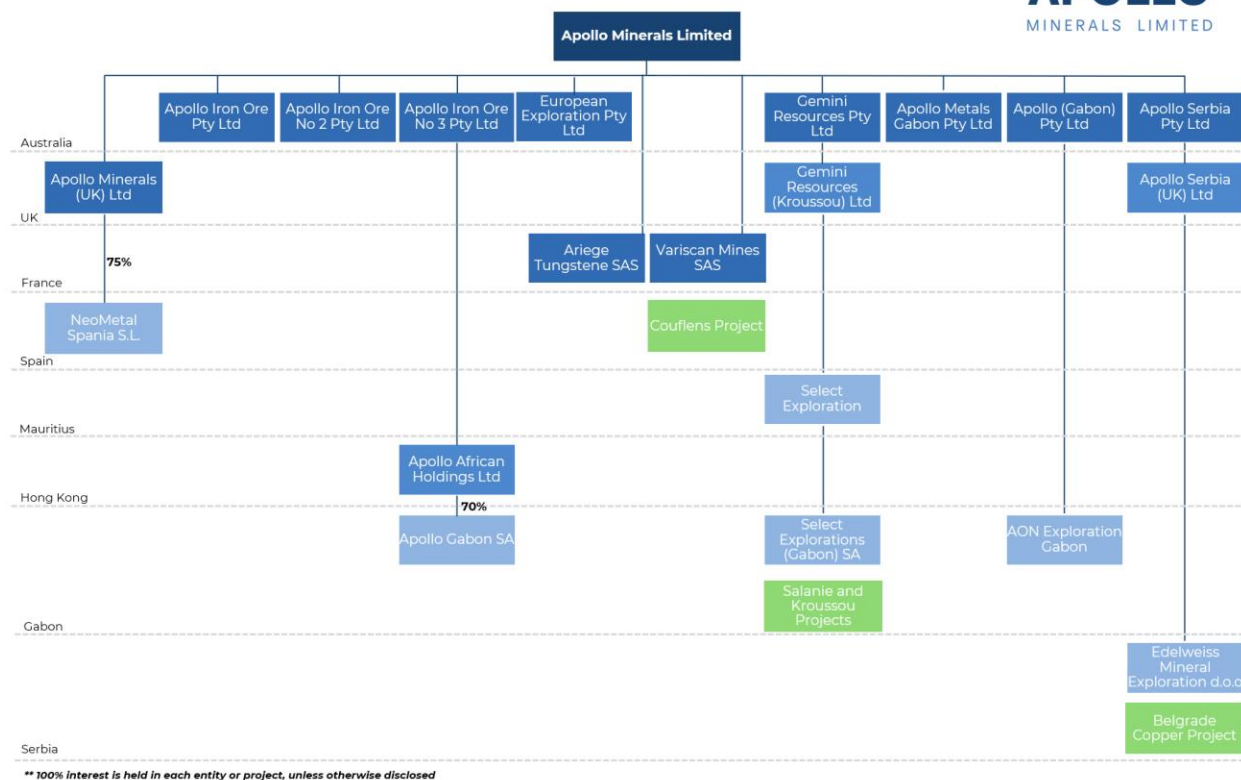 MINERALS LIMITED
Apollo Minerals Limited
Apollo Iron Ore
Pty Ltd
Apollo Iron Ore
No 2 Pty Ltd
Apollo Iron Ore
No 3 Pty Ltd
European
Exploration Pty
Ltd
Gemini
Resources Pty
Ltd
Apollo Metals
Gabon Pty Ltd
Apollo (Gabon)
Pty Ltd
Apollo Serbia
Pty Ltd
Australia
Apollo Minerals
(UK) Ltd
Gemini
Resources
(Kroussou) Ltd
Apollo Serbia
(UK) Ltd
UK
75%
Ariege
Tungstene SAS
Variscan Mines
SAS
France
NeoMetal
Spania S.L.
Couflens Project
Spain
Select
Exploration
Mauritius
Apollo African
Holdings Ltd
Hong Kong
70%
Apollo Gabon SA
Select
Explorations
(Gabon) SA
AON Exploration
Gabon
Salanie and
Kroussou
Projects
Gabon
Edelweiss
Mineral
Exploration d.o.o
Belgrade
Copper Project
Serbia
** 100% interest is held in each entity or project, unless otherwise disclosed